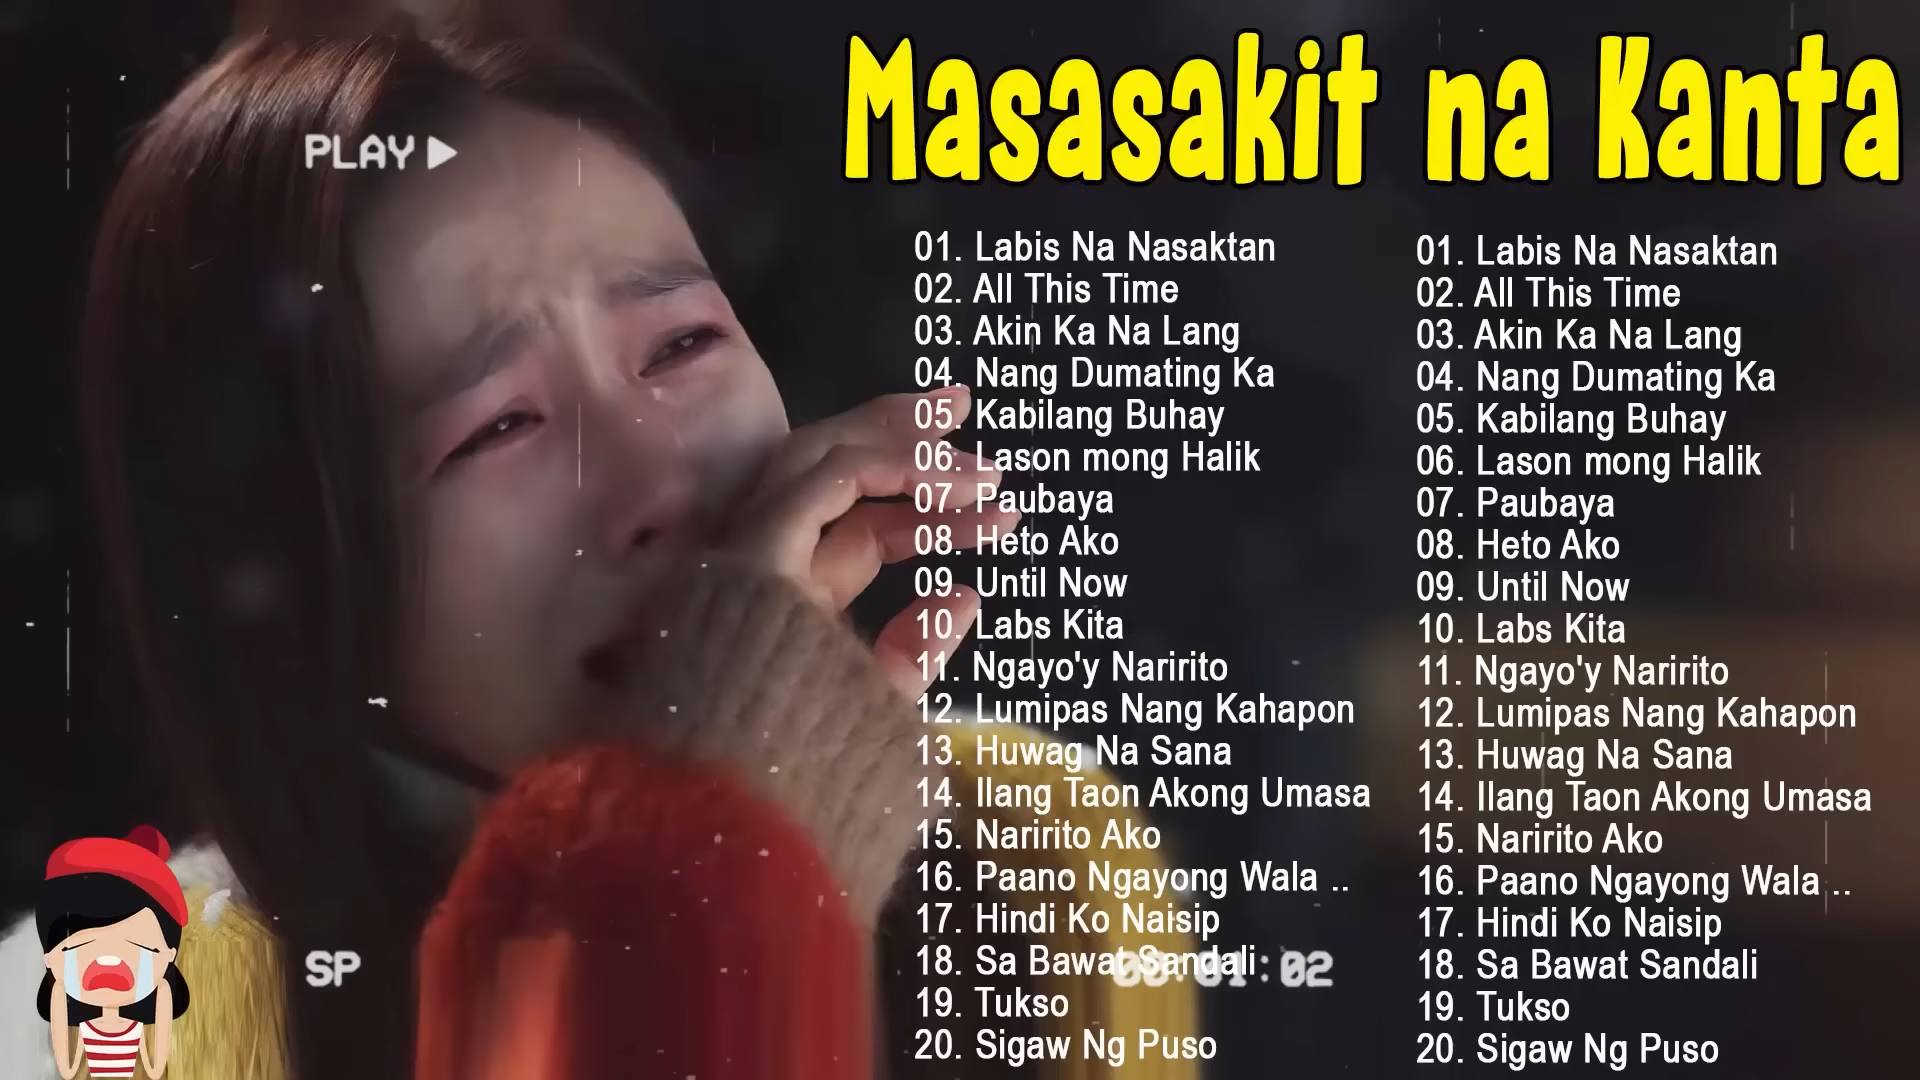 Masasakit na Kanta
PLAY
01. Labis Na Nasaktan
02. All This Time
03. Akin Ka Na Lang
04. Nang Dumating Ka
05. Kabilang Buhay
06. Lason mong Halik
07. Paubaya
08. Heto Ako
09. Until Now
10. Labs Kita
11. Ngayo'y Naririto
12. Lumipas Nang Kahapon
13. Huwag Na Sana
14. Ilang Taon Akong Umasa
15. Naririto Ako
16. Paano Ngayong Wala ..
17. Hindi Ko Naisip
18. Sa Bawat Sandali
19. Tukso
20. Sigaw Ng Puso
01. Labis Na Nasaktan
02. All This Time
03. Akin Ka Na Lang
04. Nang Dumating Ka
05. Kabilang Buhay
06. Lason mong Halik
07. Paubaya
08. Heto Ako
09. Until Now
10. Labs Kita
11. Ngayo'y Naririto
12. Lumipas Nang Kahapon
13. Huwag Na Sana
14. Ilang Taon Akong Umasa
15. Naririto Ako
16. Paano Ngayong Wala ..
17. Hindi Ko Naisip
18. Sa Bawat Sandali
19. Tukso
20. Sigaw Ng Puso
SP